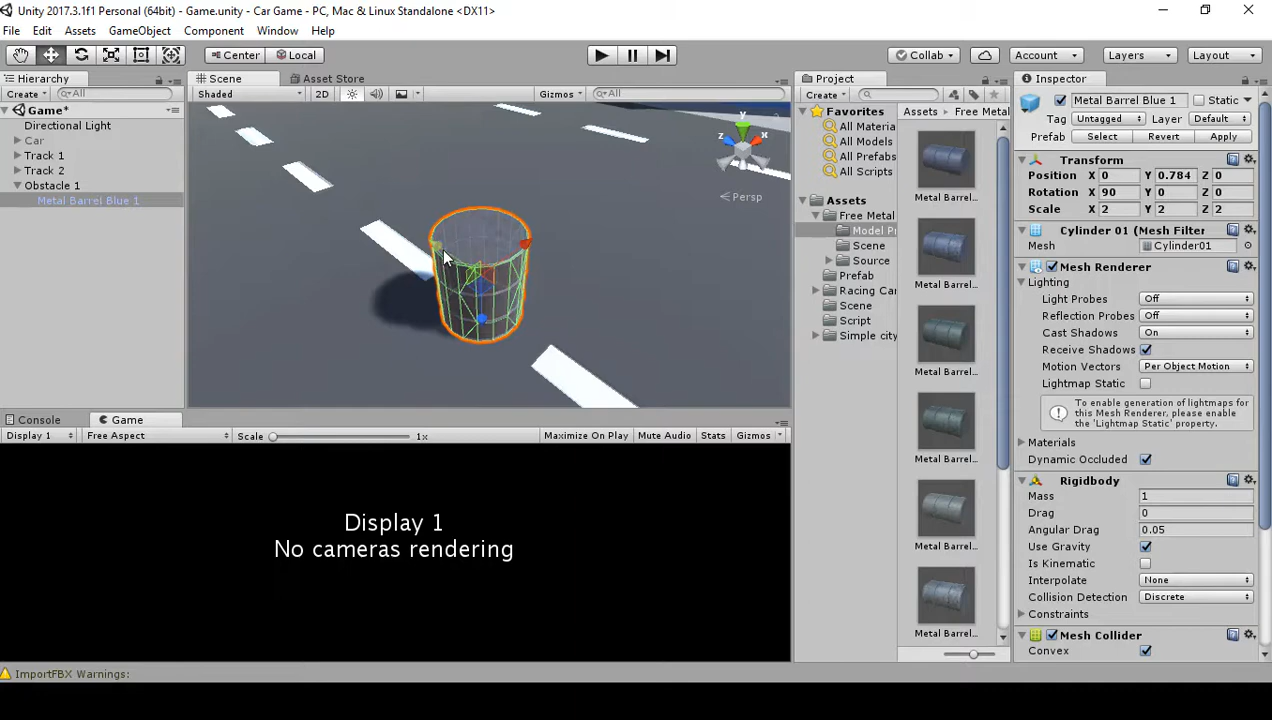 Unity 2017.3.1f1 Personal (64bit) - Game.unity - Car Game - PC, Mac & Linux Standalone <DX11>
File Edit Assets GameObject Component Window Help
Center Local Collab Account Layers Layout
Hierarchy
Create All
Game*
Directional Light
Car
Track 1
Track 2
Obstacle 1
Metal Barrel Blue 1
Scene Asset Store
Shaded 2D Gizmos All
y
z x
Persp
Console Game
Display 1 Free Aspect Scale 1x Maximize On Play Mute Audio Stats Gizmos
Display 1
No cameras rendering
Project
Create
Favorites
All Materia
All Models
All Prefabs
All Scripts
Assets
Free Metal
Model Pr
Scene
Source
Prefab
Racing Car
Scene
Script
Simple city
Assets Free Metal
Metal Barrel...
Metal Barrel...
Metal Barrel...
Metal Barrel...
Metal Barrel...
Metal Barrel...
Inspector
Metal Barrel Blue 1 Static
Tag Untagged Layer Default
Prefab Select Revert Apply
Transform
Position X 0 Y 0.784 Z 0
Rotation X 90 Y 0 Z 0
Scale X 2 Y 2 Z 2
Cylinder 01 (Mesh Filter
Mesh Cylinder01
Mesh Renderer
Lighting
Light Probes Off
Reflection Probes Off
Cast Shadows On
Receive Shadows
Motion Vectors Per Object Motion
Lightmap Static
To enable generation of lightmaps for
this Mesh Renderer, please enable
the 'Lightmap Static' property.
Materials
Dynamic Occluded
Rigidbody
Mass 1
Drag 0
Angular Drag 0.05
Use Gravity
Is Kinematic
Interpolate None
Collision Detection Discrete
Constraints
Mesh Collider
Convex
ImportFBX Warnings: